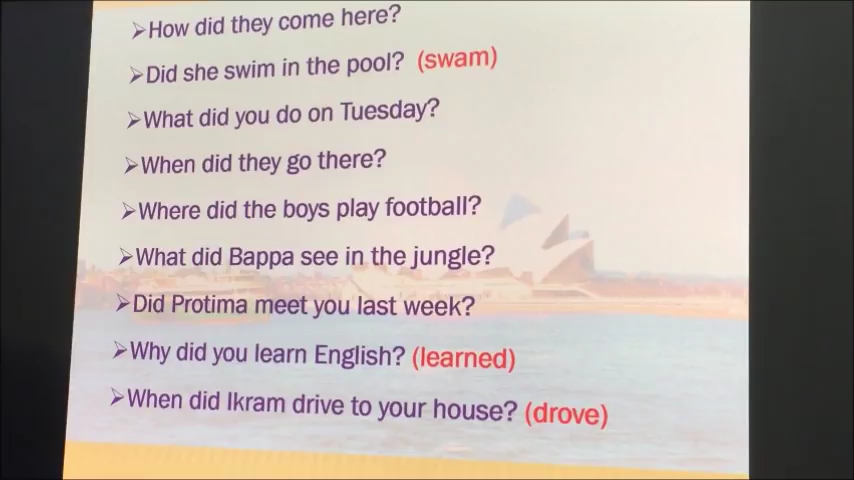 ➢How did they come here?
➢Did she swim in the pool? (swam)
➢What did you do on Tuesday?
➢When did they go there?
➢Where did the boys play football?
➢What did Bappa see in the jungle?
➢Did Protima meet you last week?
➢Why did you learn English? (learned)
➢When did Ikram drive to your house? (drove)